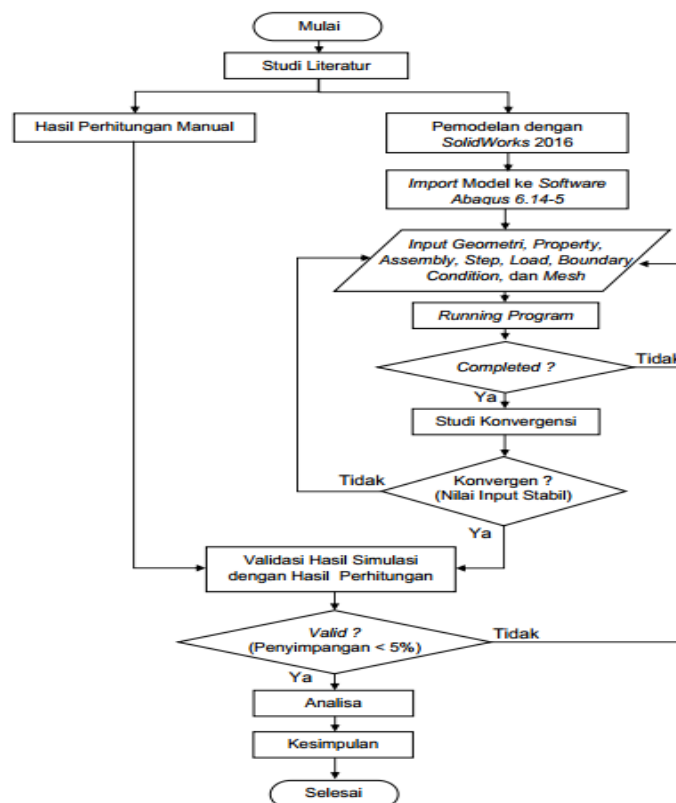 Mulai
Studi Literatur
Hasil Perhitungan Manual
Pemodelan dengan
SolidWorks 2016
Import Model ke Software
Abaqus 6.14-5
Input Geometri, Property,
Assembly, Step, Load, Boundary
Condition, dan Mesh
Running Program
Completed ?
Tidak
Ya
Studi Konvergensi
Tidak
Konvergen ?
(Nilai Input Stabil)
Ya
Validasi Hasil Simulasi
dengan Hasil Perhitungan
Valid ?
(Penyimpangan < 5%)
Tidak
Ya
Analisa
Kesimpulan
Selesai